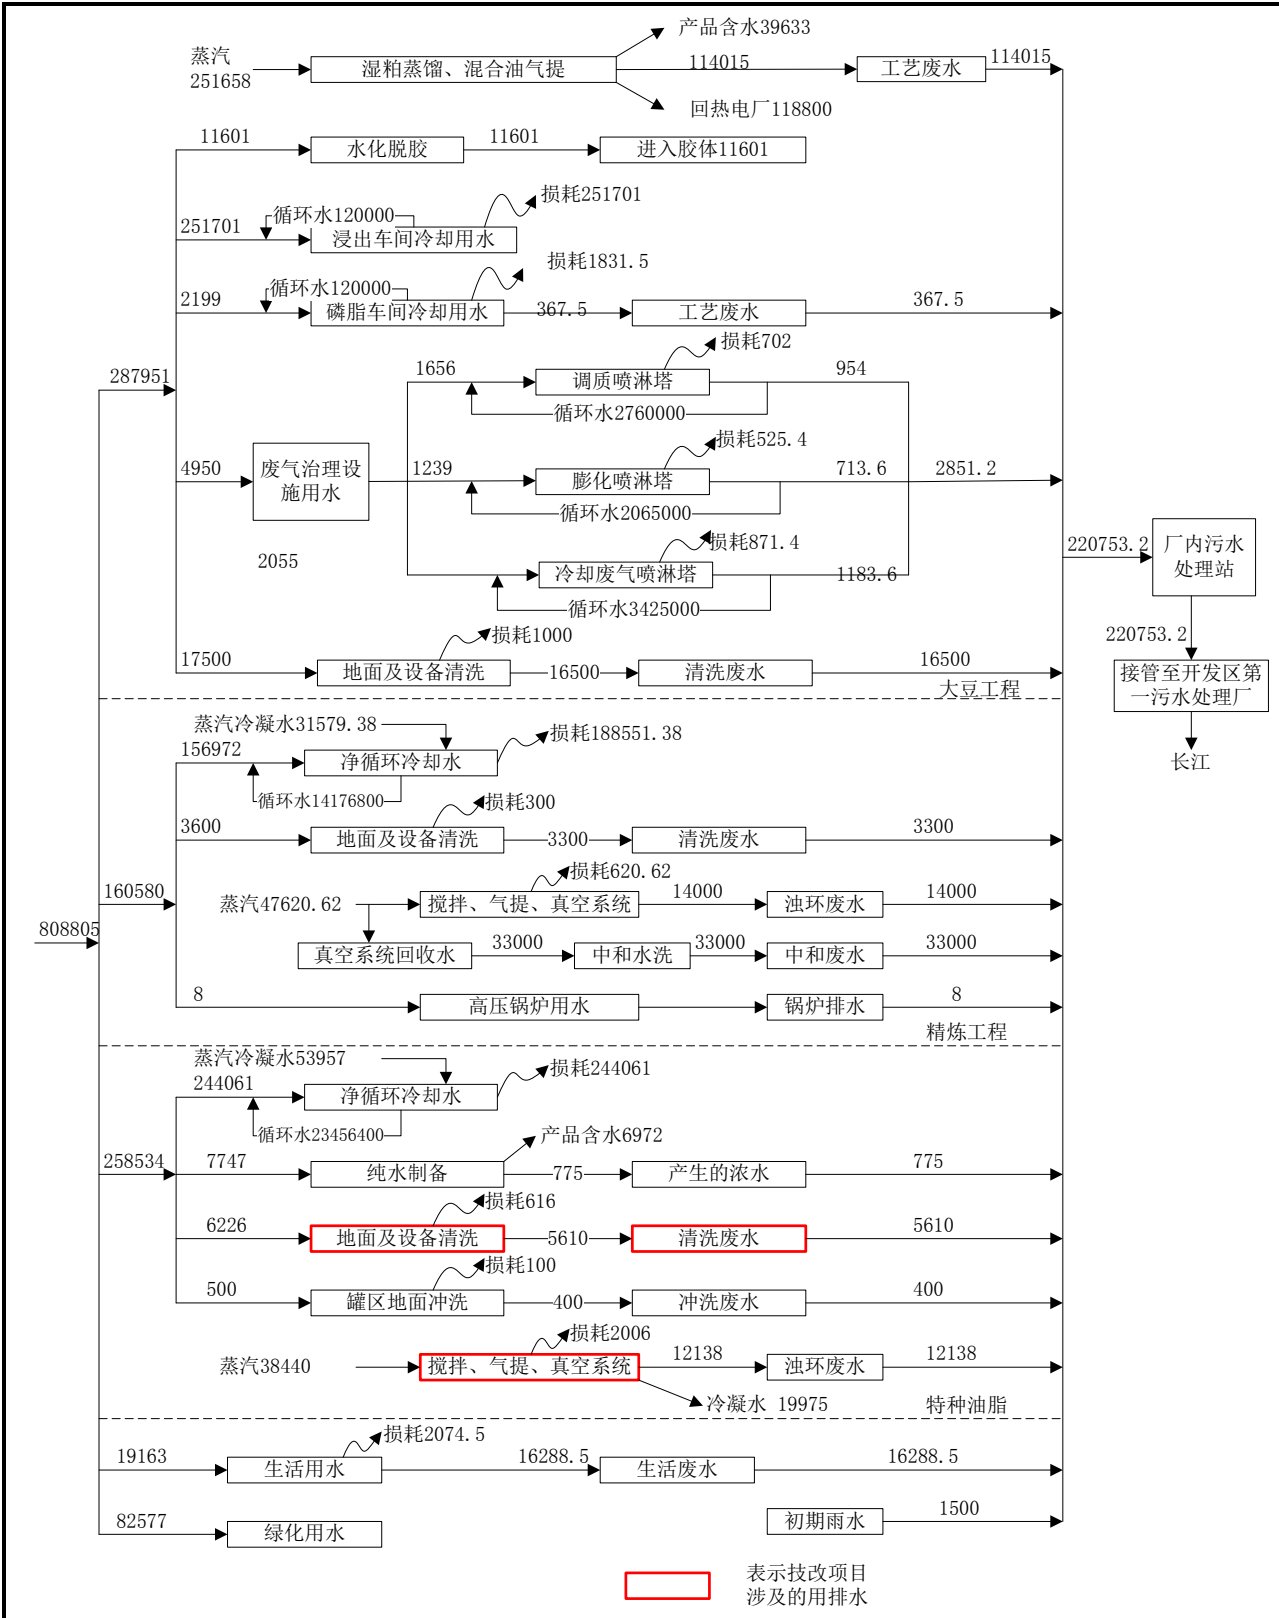 蒸汽
251658
湿粕蒸馏、混合油气提
产品含水39633
114015
工艺废水
114015
回热电厂118800
11601
水化脱胶
11601
进入胶体11601
251701
循环水120000
浸出车间冷却用水
损耗251701
2199
循环水120000
磷脂车间冷却用水
损耗1831.5
367.5
工艺废水
367.5
287951
4950
废气治理设
施用水
1656
调质喷淋塔
损耗702
954
循环水2760000
1239
膨化喷淋塔
损耗525.4
713.6
2851.2
循环水2065000
2055
冷却废气喷淋塔
损耗871.4
1183.6
循环水3425000
17500
地面及设备清洗
损耗1000
16500
清洗废水
16500
大豆工程
220753.2
厂内污水
处理站
220753.2
接管至开发区第
一污水处理厂
长江
蒸汽冷凝水31579.38
156972
净循环冷却水
损耗188551.38
循环水14176800
3600
地面及设备清洗
损耗300
3300
清洗废水
3300
160580
蒸汽47620.62
搅拌、气提、真空系统
损耗620.62
14000
浊环废水
14000
真空系统回收水
33000
中和水洗
33000
中和废水
33000
808805
8
高压锅炉用水
锅炉排水
8
精炼工程
蒸汽冷凝水53957
244061
净循环冷却水
损耗244061
循环水23456400
258534
7747
纯水制备
产品含水6972
775
产生的浓水
775
6226
地面及设备清洗
损耗616
5610
清洗废水
5610
500
罐区地面冲洗
损耗100
400
冲洗废水
400
蒸汽38440
搅拌、气提、真空系统
损耗2006
12138
浊环废水
12138
冷凝水 19975
特种油脂
19163
生活用水
损耗2074.5
16288.5
生活废水
16288.5
82577
绿化用水
初期雨水
1500
表示技改项目
涉及的用排水